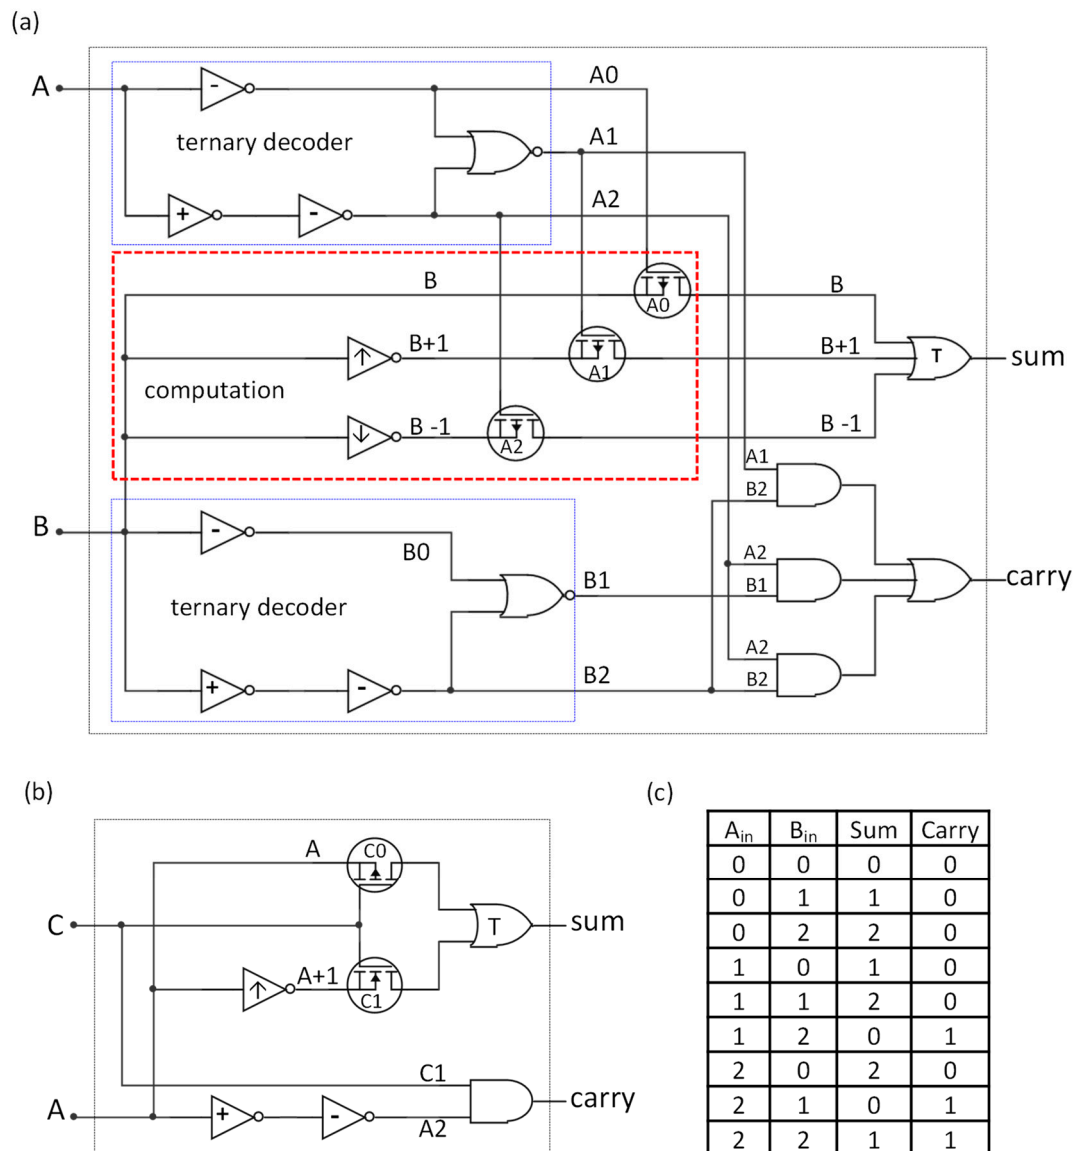 (a)
A
-
A0
ternary decoder
A1
+
-
A2
B
A0
B
↑
B+1
A1
B+1
T
sum
computation
↓
B -1
A2
B -1
A1
B2
B
-
B0
A2
B1
B1
carry
ternary decoder
A2
B2
+
-
B2
(b)
(c)
A
C0
C
T
sum
↑
A+1
C1
C1
A
+
-
A2
carry
Ain Bin Sum Carry
0 0 0 0
0 1 1 0
0 2 2 0
1 0 1 0
1 1 2 0
1 2 0 1
2 0 2 0
2 1 0 1
2 2 1 1